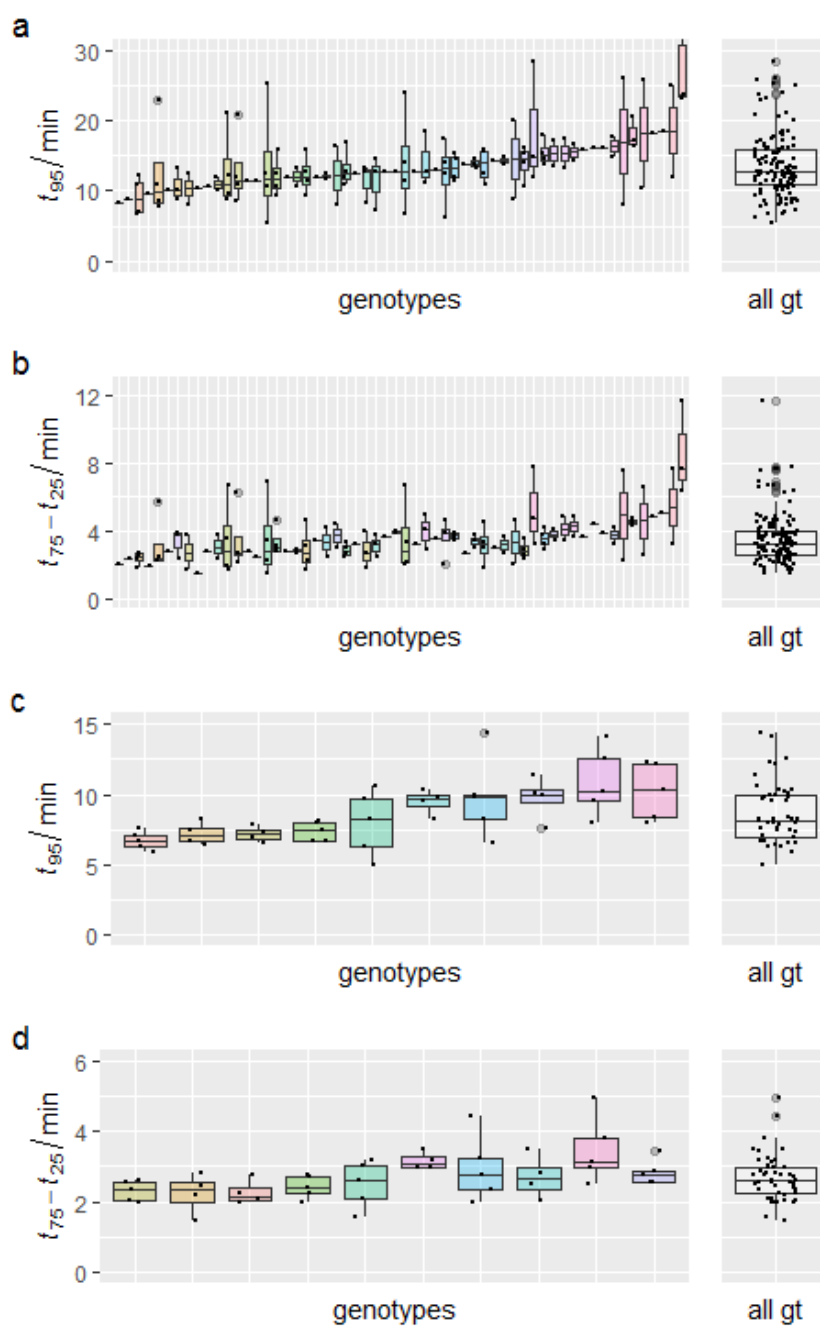 a
t95/min
30
20
10
0
genotypes
all gt
b
t75 − t25/min
12
8
4
0
genotypes
all gt
c
t95/min
15
10
5
0
genotypes
all gt
d
t75 − t25/min
6
4
2
0
genotypes
all gt